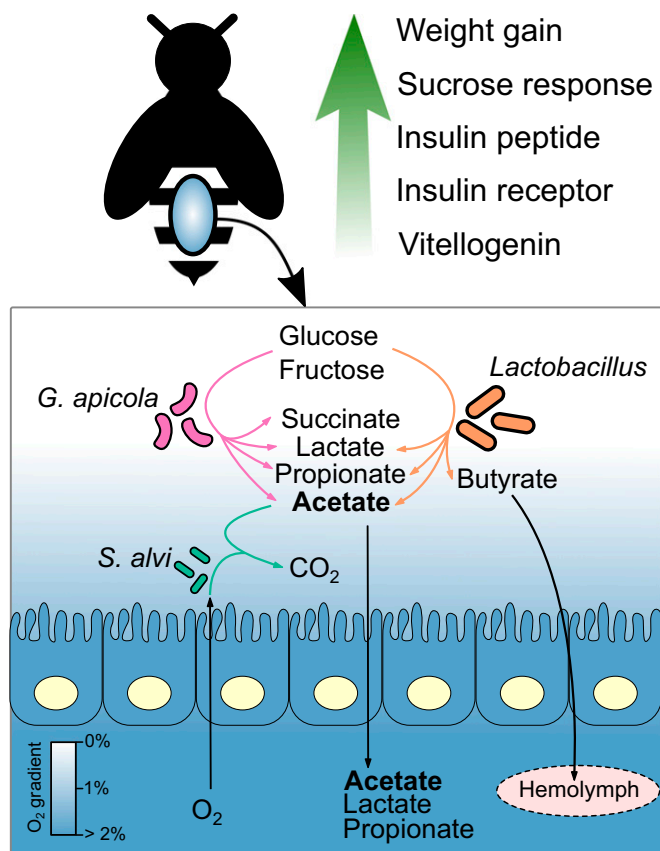 Weight gain
Sucrose response
Insulin peptide
Insulin receptor
Vitellogenin
Glucose
Fructose
G. apicola
Lactobacillus
Succinate
Lactate
Propionate
Acetate
Butyrate
S. alvi
CO₂
O₂ gradient
0%
1%
> 2%
O₂
Acetate
Lactate
Propionate
Hemolymph